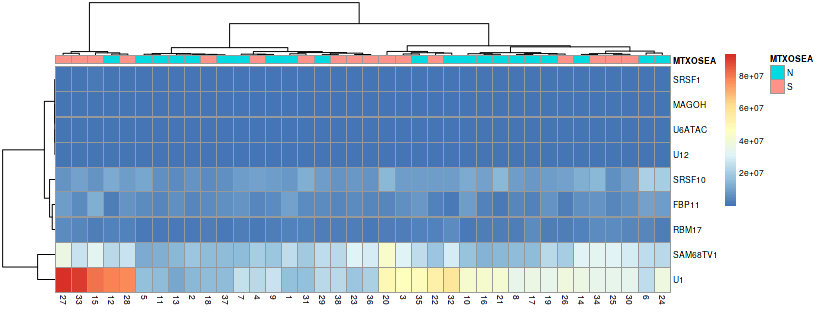 MTXOSEA
SRSF1
MAGOH
U6ATAC
U12
SRSF10
FBP11
RBM17
SAM68TV1
U1
27 33 15 12 28 5 11 13 2 18 37 7 4 9 1 31 29 38 23 36 20 3 35 22 32 10 16 21 8 17 19 26 14 34 25 30 6 24
8e+07
6e+07
4e+07
2e+07
MTXOSEA
N
S